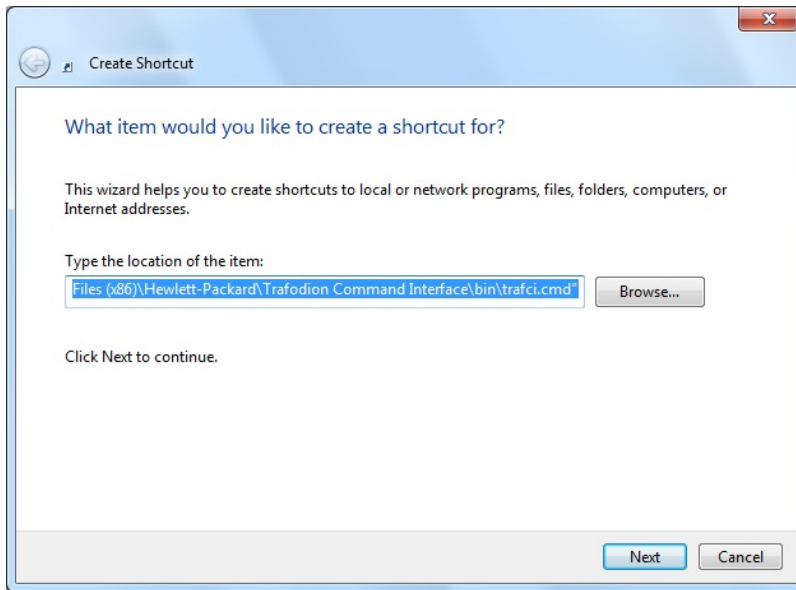 Create Shortcut
What item would you like to create a shortcut for?
This wizard helps you to create shortcuts to local or network programs, files, folders, computers, or
Internet addresses.
Type the location of the item:
Files (x86)\Hewlett-Packard\Trafodion Command Interface\bin\trafci.cmd"
Browse...
Click Next to continue.
Next
Cancel